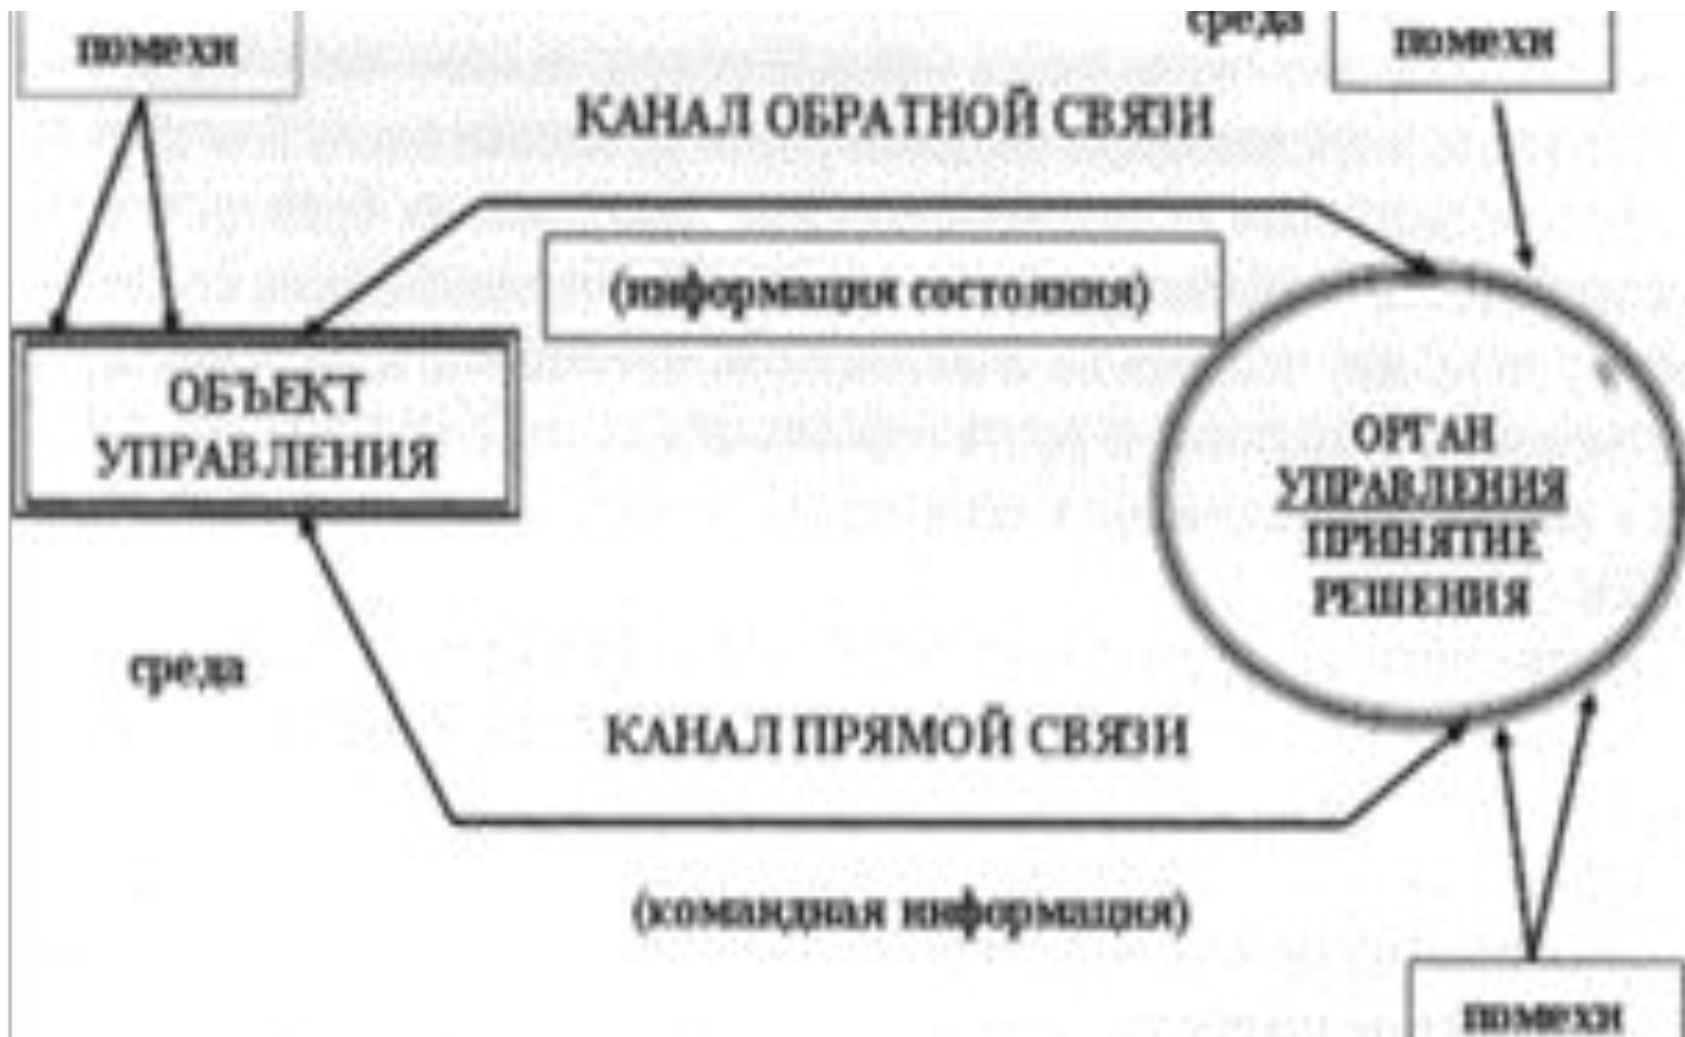 помехи
среда
помехи
КАНАЛ ОБРАТНОЙ СВЯЗИ
(информация состояния)
ОБЪЕКТ
УПРАВЛЕНИЯ
ОРГАН
УПРАВЛЕНИЯ
ПРИНЯТИЕ
РЕШЕНИЯ
среда
КАНАЛ ПРЯМОЙ СВЯЗИ
(командная информация)
помехи